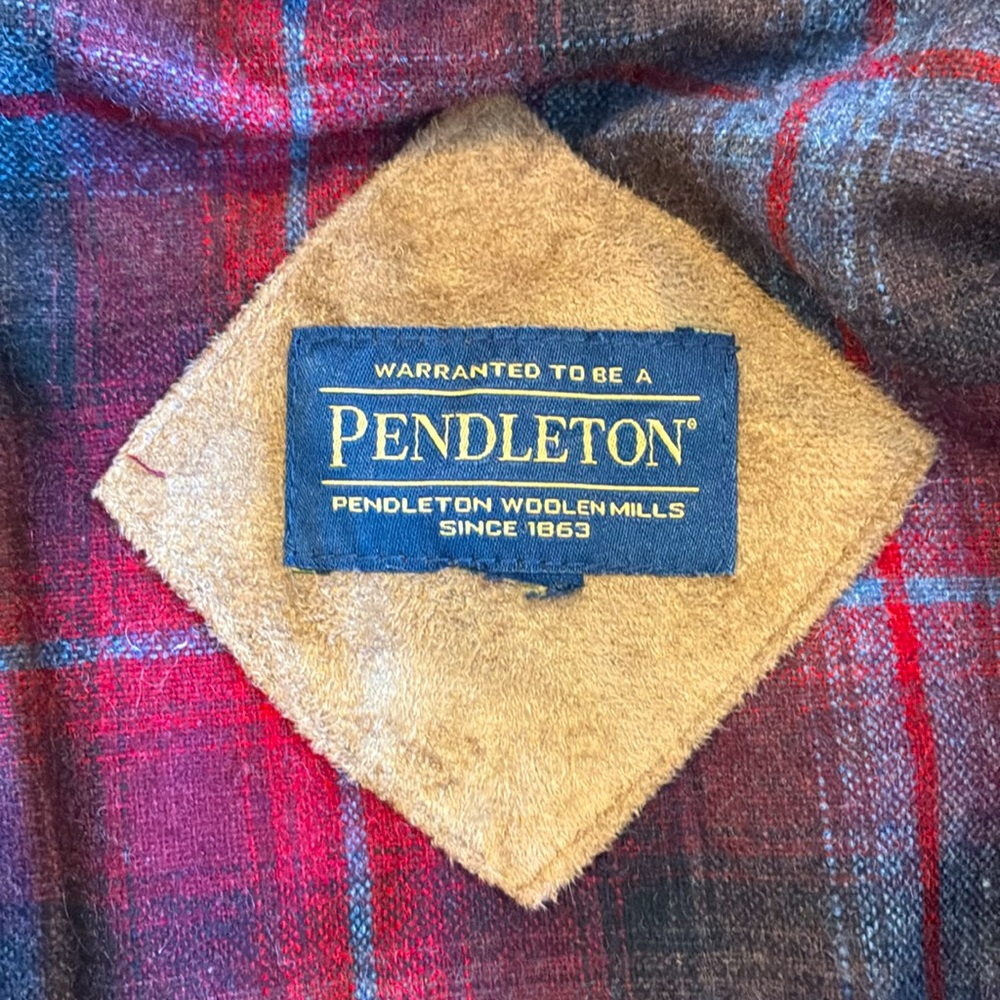 WARRANTED TO BE A
PENDLETON®
PENDLETON WOOLEN MILLS
SINCE 1863